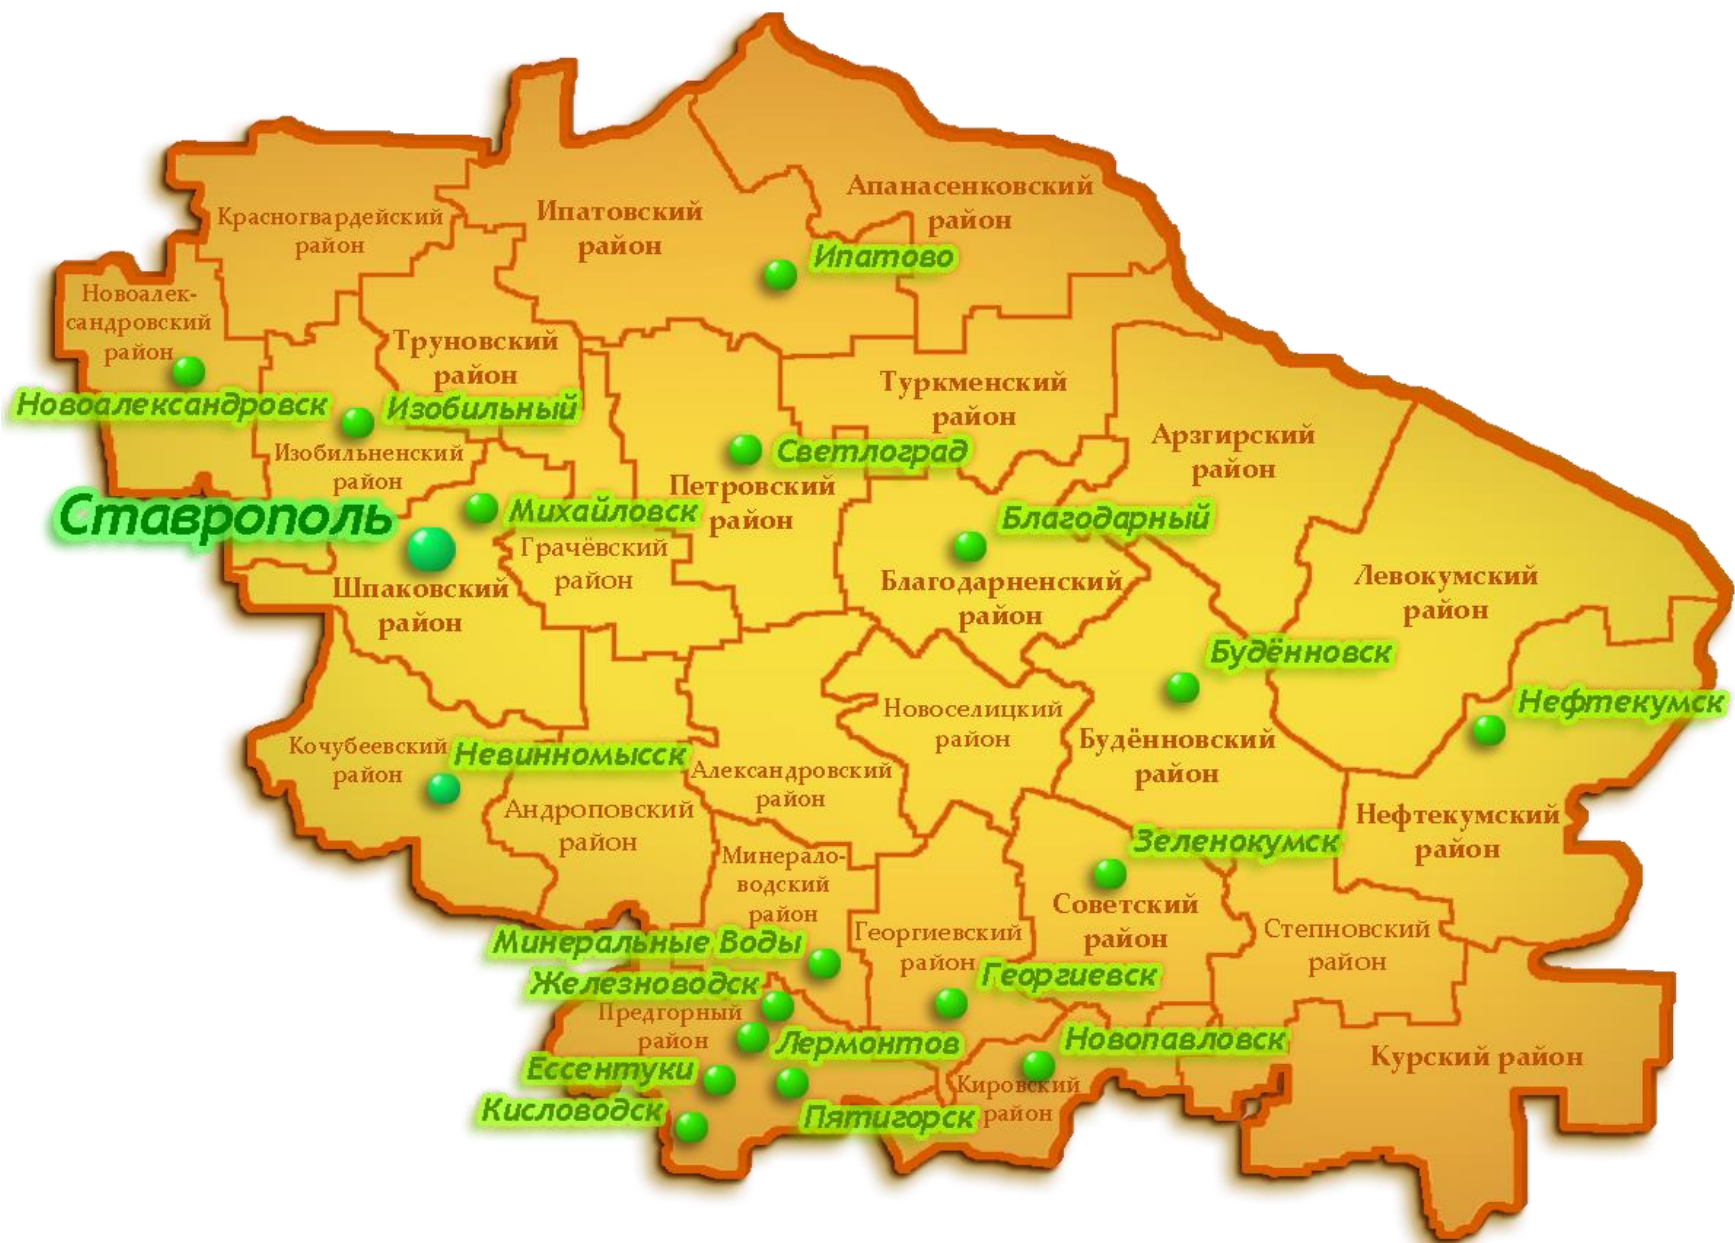 Апанасенковский
район
Ипатовский
район
Красногвардейский
район
Ипатово
Новоалек-
сандровский
район
Труновский
район
Туркменский
район
Новоалександровск
Изобильный
Арзгирский
район
Изобильненский
район
Светлоград
Петровский
район
Ставрополь
Михайловск
Благодарный
Грачёвский
район
Шпаковский
район
Благодарненский
район
Левокумский
район
Будённовск
Нефтекумск
Новоселицкий
район
Кочубеевский
район
Невинномысск
Будённовский
район
Александровский
район
Андроповский
район
Нефтекумский
район
Зеленокумск
Минерало-
водский
район
Советский
район
Георгиевский
район
Степновский
район
Минеральные Воды
Железноводск
Георгиевск
Предгорный
район
Лермонтов
Новопавловск
Курский район
Ессентуки
Кировский
район
Кисловодск
Пятигорск